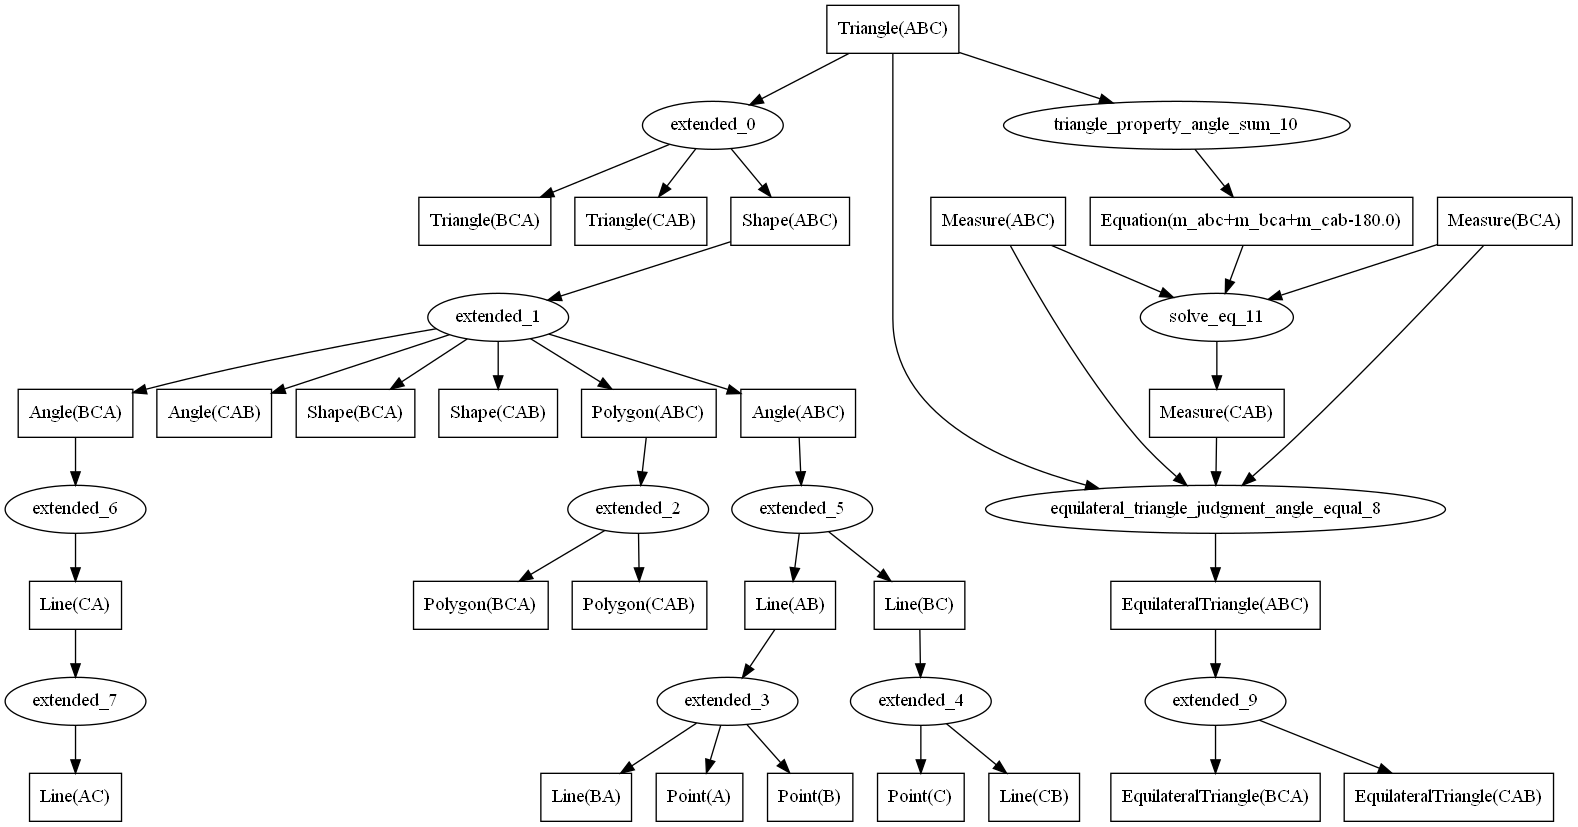 Triangle(ABC)
extended_0
triangle_property_angle_sum_10
Triangle(BCA)
Triangle(CAB)
Shape(ABC)
Measure(ABC)
Equation(m_abc+m_bca+m_cab-180.0)
Measure(BCA)
extended_1
solve_eq_11
Angle(BCA)
Angle(CAB)
Shape(BCA)
Shape(CAB)
Polygon(ABC)
Angle(ABC)
Measure(CAB)
extended_6
extended_2
extended_5
equilateral_triangle_judgment_angle_equal_8
Line(CA)
Polygon(BCA)
Polygon(CAB)
Line(AB)
Line(BC)
EquilateralTriangle(ABC)
extended_7
extended_3
extended_4
extended_9
Line(AC)
Line(BA)
Point(A)
Point(B)
Point(C)
Line(CB)
EquilateralTriangle(BCA)
EquilateralTriangle(CAB)